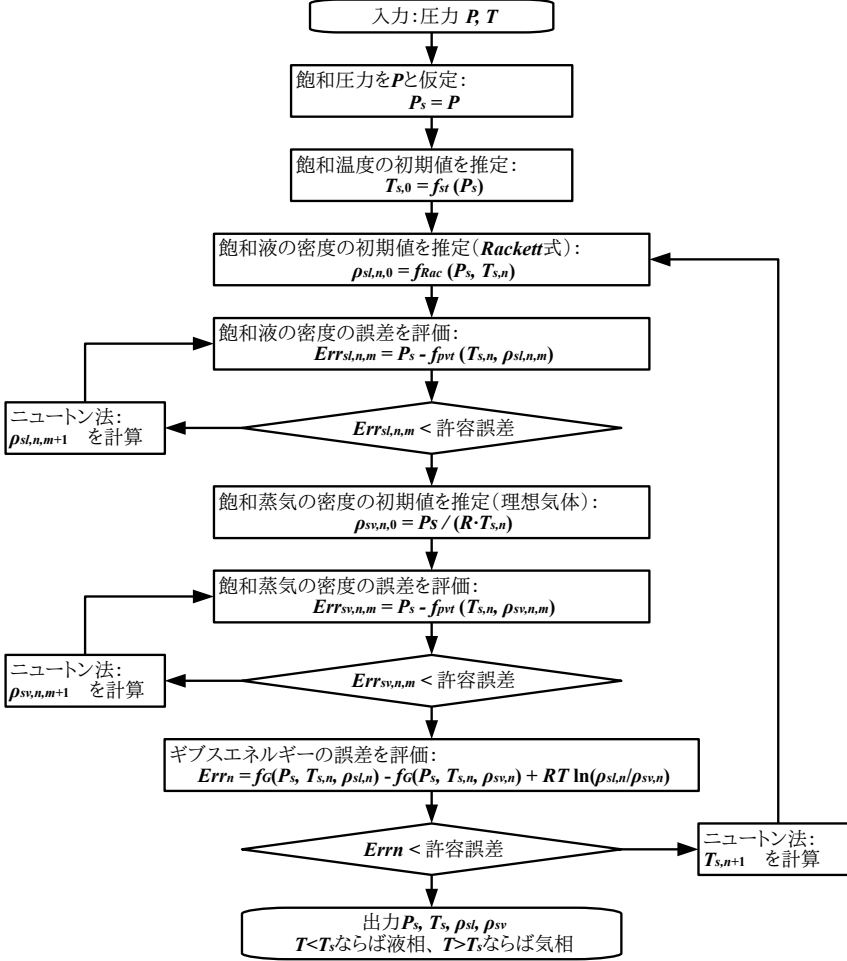 入力:圧力 P, T
飽和圧力をPと仮定:
Ps = P
飽和温度の初期値を推定:
Ts,0 = fst (Ps)
飽和液の密度の初期値を推定(Rackett式):
ρsl,n,0 = fRac (Ps, Ts,n)
飽和液の密度の誤差を評価:
Errsl,n,m = Ps - fpvt (Ts,n, ρsl,n,m)
ニュートン法:
ρsl,n,m+1 を計算
Errsl,n,m < 許容誤差
飽和蒸気の密度の初期値を推定(理想気体):
ρsv,n,0 = Ps / (R·Ts,n)
飽和蒸気の密度の誤差を評価:
Errsv,n,m = Ps - fpvt (Ts,n, ρsv,n,m)
ニュートン法:
ρsv,n,m+1 を計算
Errsv,n,m < 許容誤差
ギブスエネルギーの誤差を評価:
Errn = fG(Ps, Ts,n, ρsl,n) - fG(Ps, Ts,n, ρsv,n) + RT ln(ρsl,n/ρsv,n)
Errn < 許容誤差
ニュートン法:
Ts,n+1 を計算
出力Ps, Ts, ρsl, ρsv
T<Tsならば液相、T>Tsならば気相